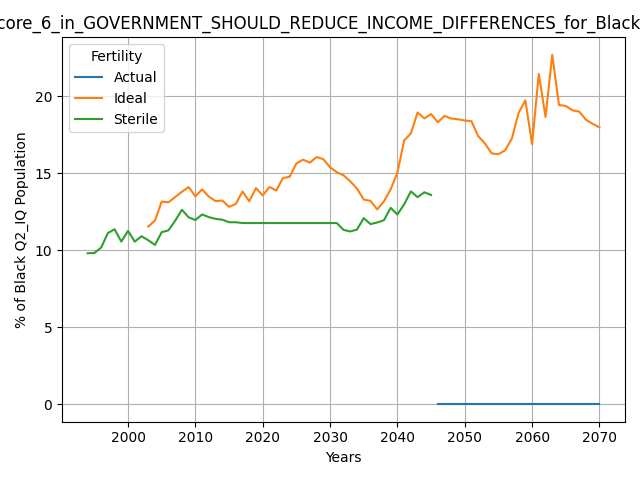 core_6_in_GOVERNMENT_SHOULD_REDUCE_INCOME_DIFFERENCES_for_Black
Fertility
Actual
Ideal
Sterile
% of Black Q2_IQ Population
20
15
10
5
0
2000 2010 2020 2030 2040 2050 2060 2070
Years